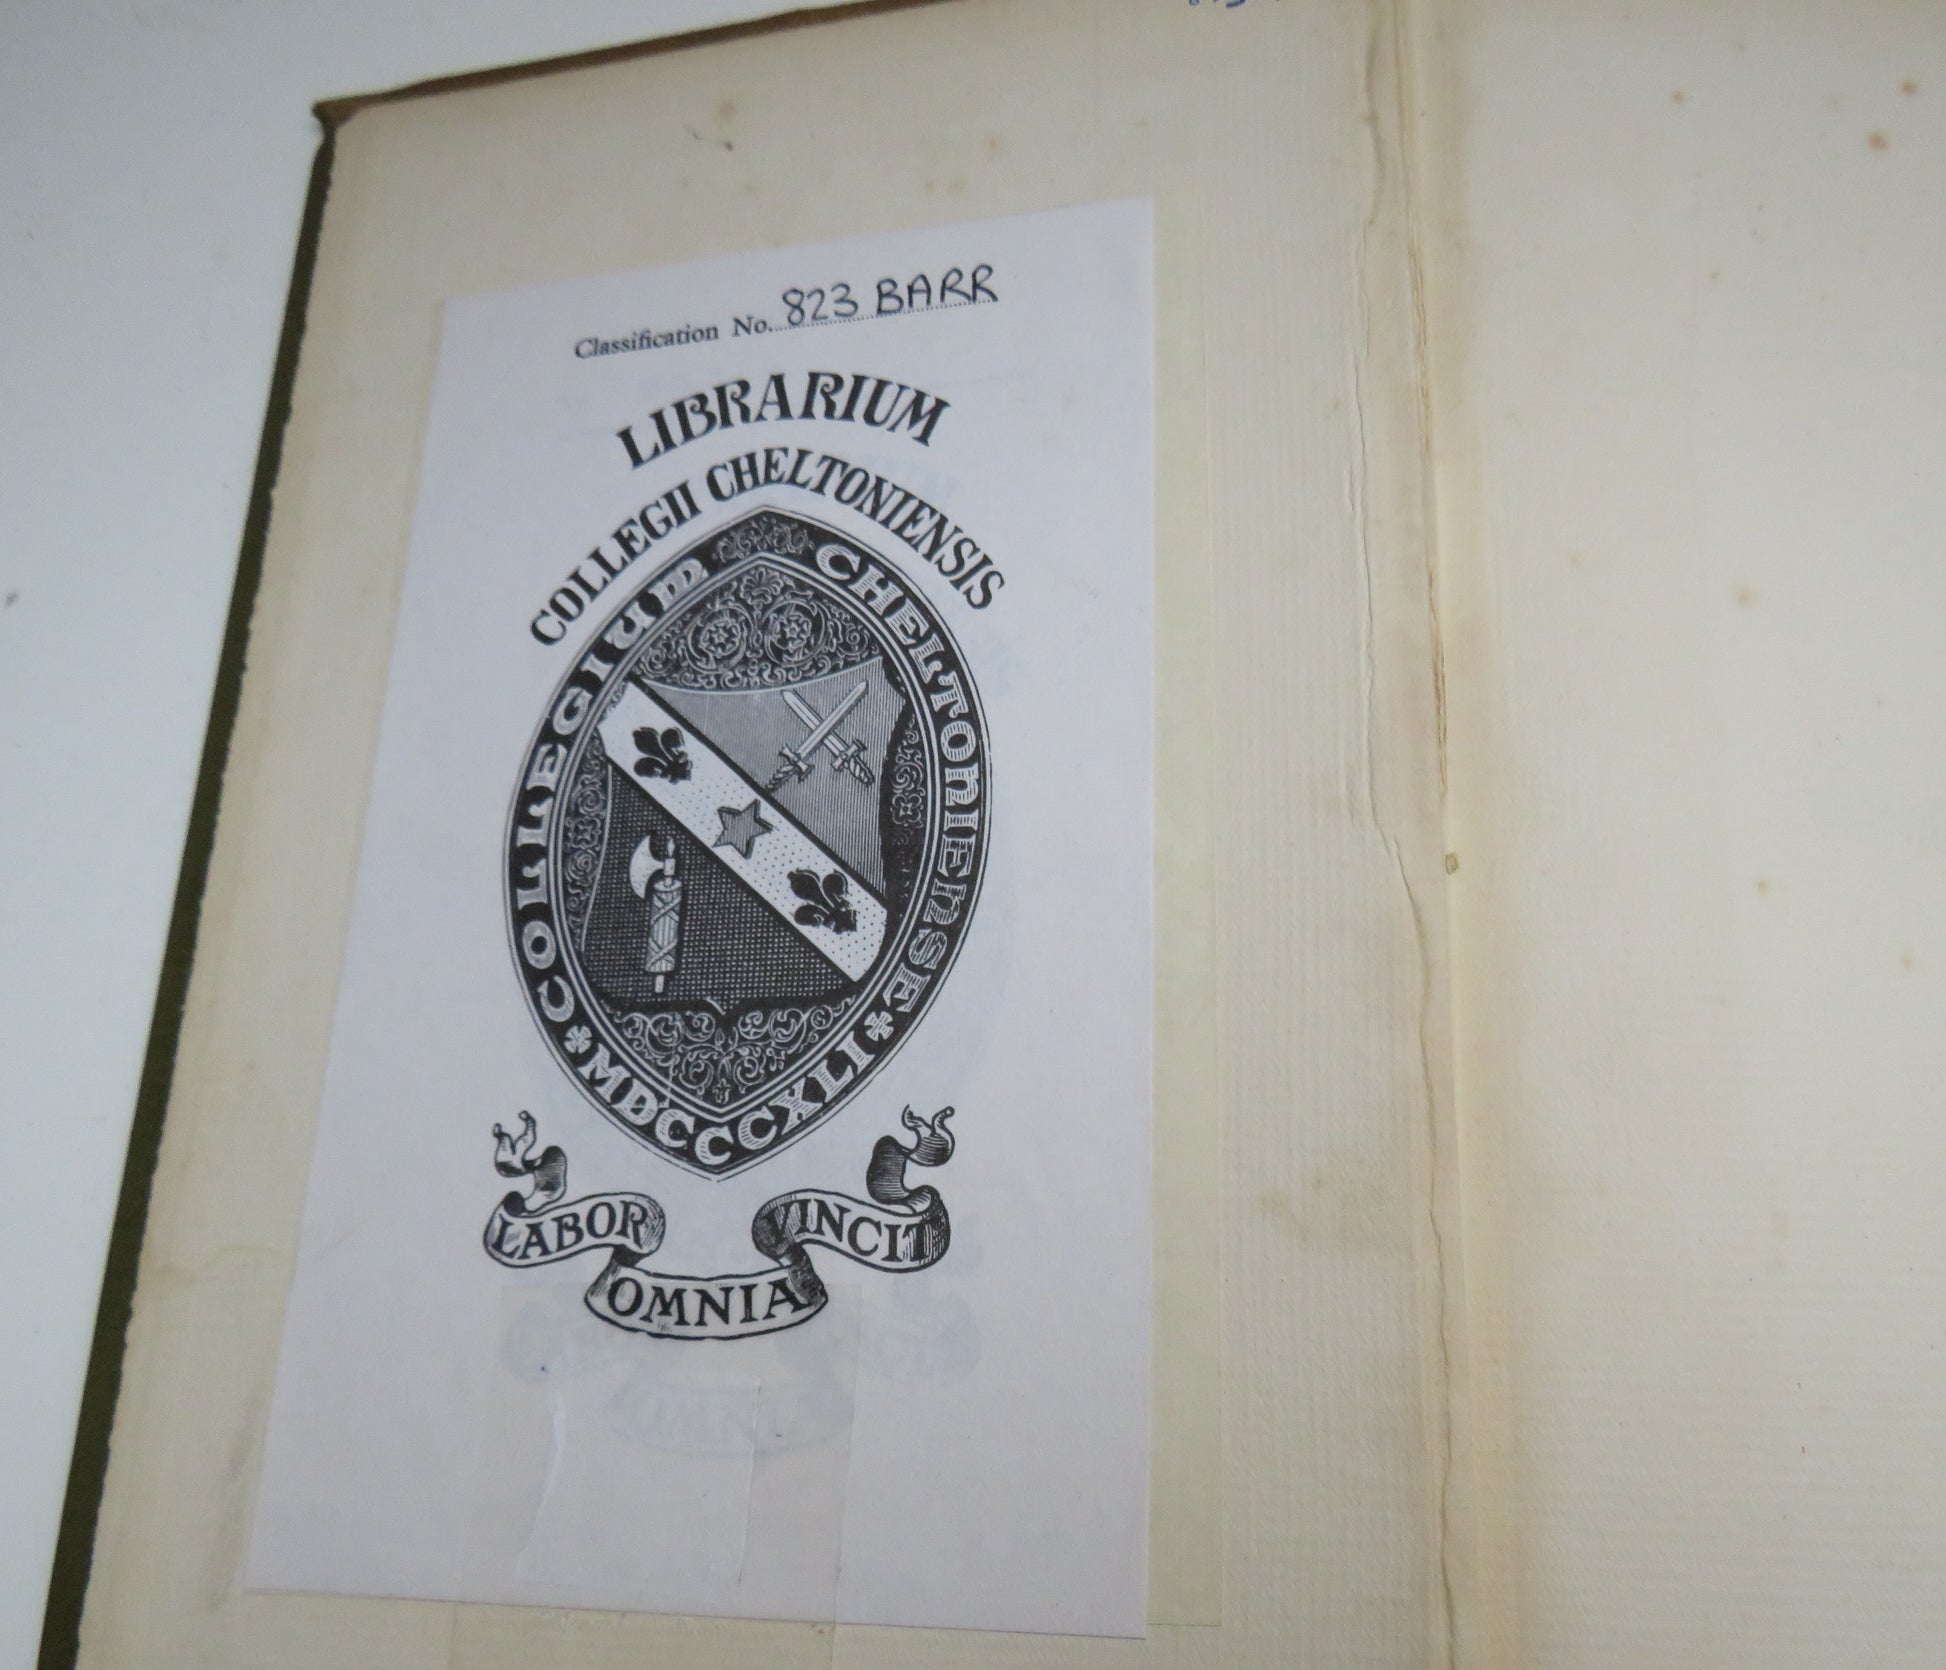 Classification No. 823 BARR
LIBRARIUM
COLLEGII CHELTONIENSIS
COLLEGIUM CHELTONIENSE
MDCCCXLI
LABOR OMNIA VINCIT